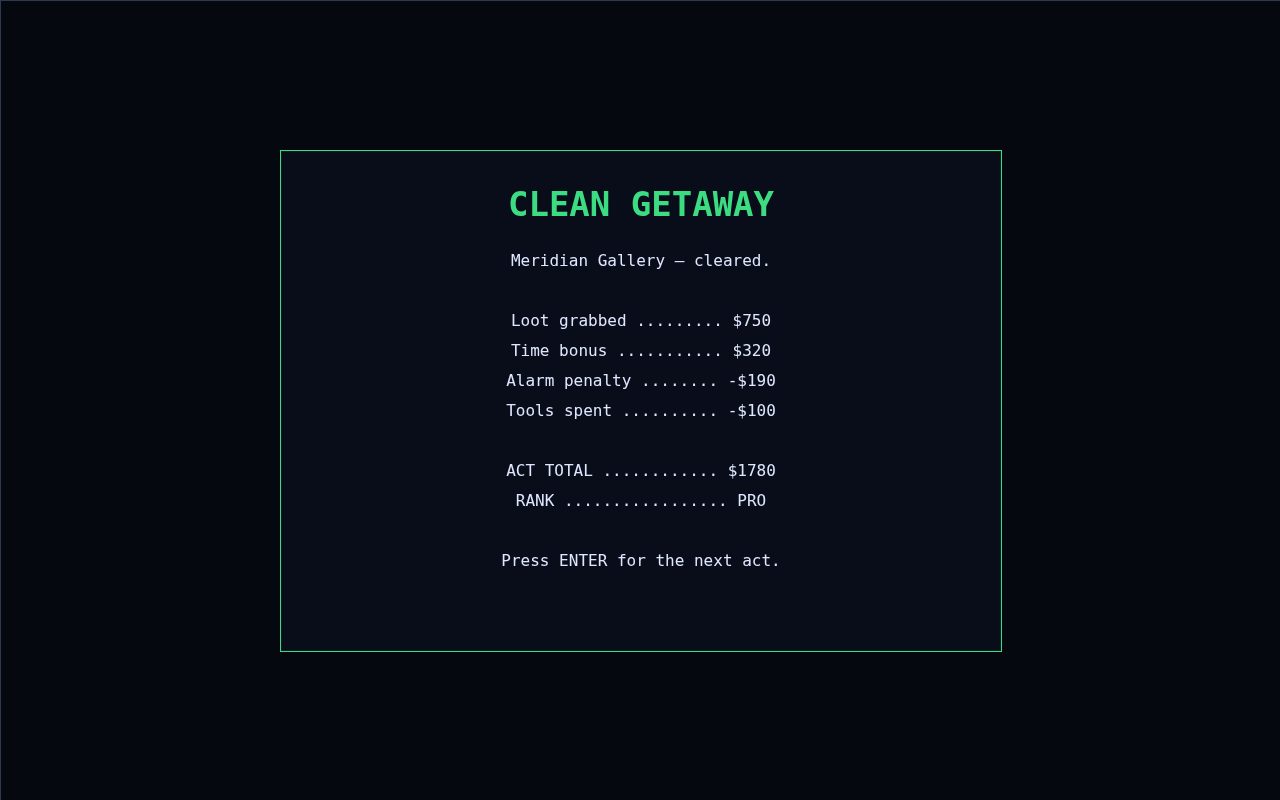 CLEAN GETAWAY
Meridian Gallery — cleared.
Loot grabbed ......... $750
Time bonus ........... $320
Alarm penalty ........ -$190
Tools spent .......... -$100
ACT TOTAL ............ $1780
RANK ................. PRO
Press ENTER for the next act.